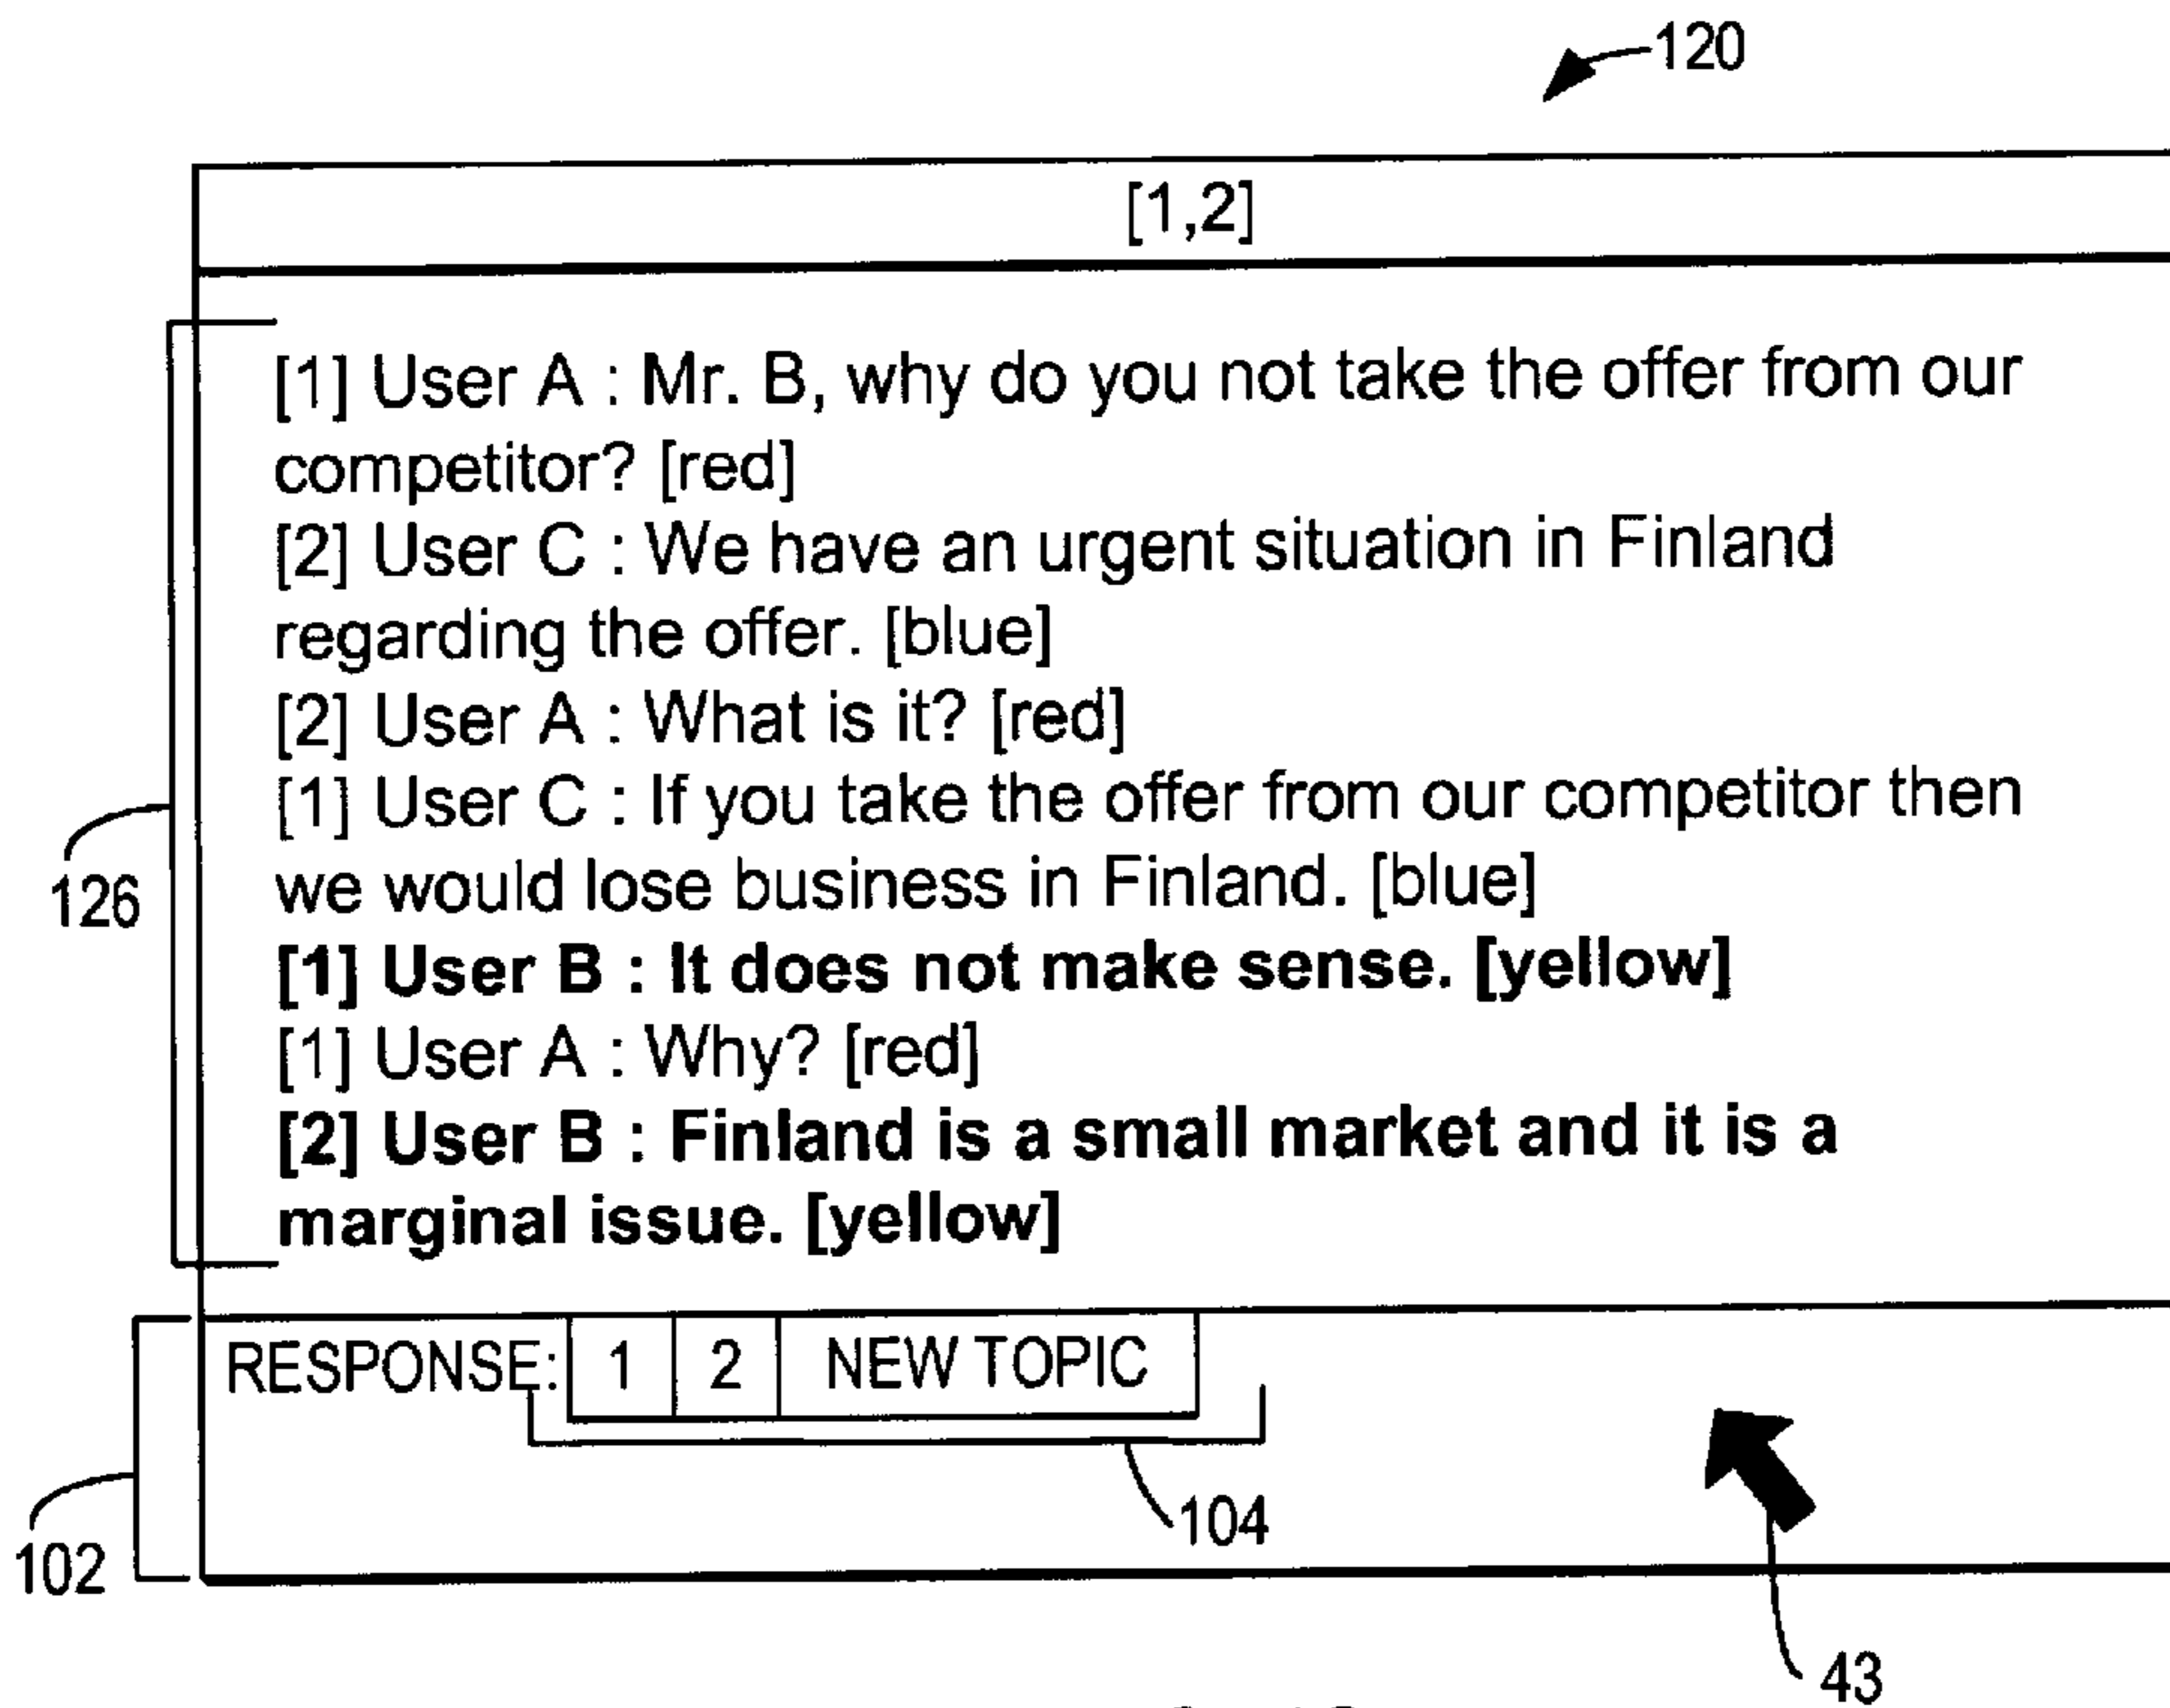 120
[1,2]
[1] User A : Mr. B, why do you not take the offer from our
competitor? [red]
[2] User C : We have an urgent situation in Finland
regarding the offer. [blue]
[2] User A : What is it? [red]
[1] User C : If you take the offer from our competitor then
we would lose business in Finland. [blue]
126
[1] User B : It does not make sense. [yellow]
[1] User A : Why? [red]
[2] User B : Finland is a small market and it is a
marginal issue. [yellow]
RESPONSE: 1 2 NEW TOPIC
104
102
43